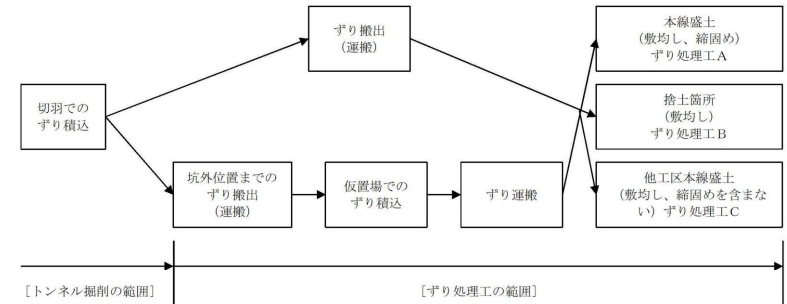 ずり搬出
(運搬)
本線盛土
(敷均し、締固め)
ずり処理工A
切羽での
ずり積込
捨土箇所
(敷均し)
ずり処理工B
坑外位置までの
ずり搬出
(運搬)
仮置場での
ずり積込
ずり運搬
他工区本線盛土
(敷均し、締固めを含まな
い)ずり処理工C
[トンネル掘削の範囲]
[ずり処理工の範囲]